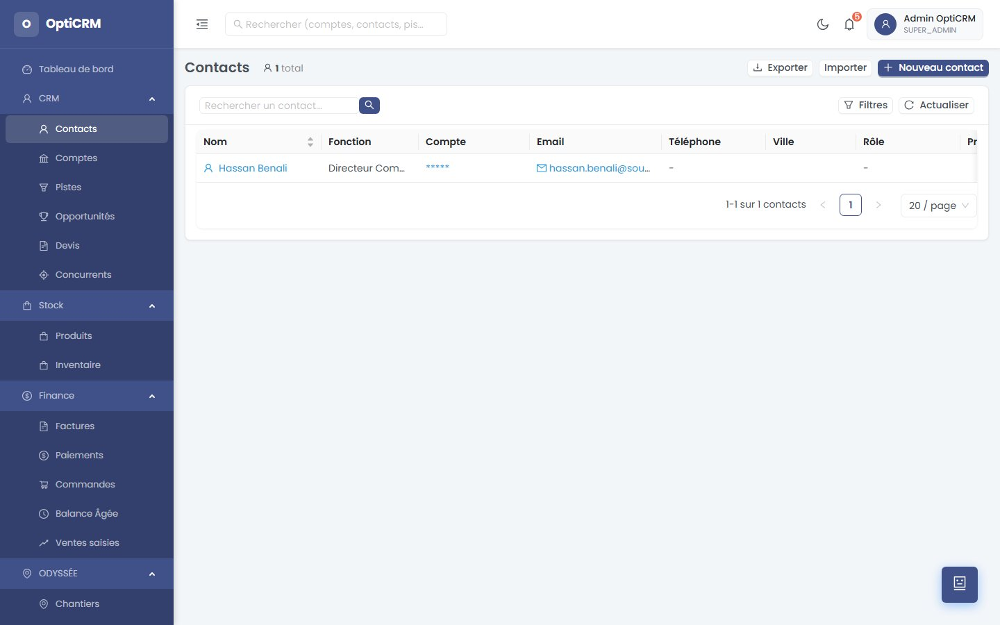 O OptiCRM
Rechercher (comptes, contacts, pis...
5
Admin OptiCRM
SUPER_ADMIN
Tableau de bord
CRM
Contacts
Comptes
Pistes
Opportunités
Devis
Concurrents
Stock
Produits
Inventaire
Finance
Factures
Paiements
Commandes
Balance Âgée
Ventes saisies
ODYSSÉE
Chantiers
Contacts 1 total
Exporter Importer + Nouveau contact
Rechercher un contact...
Filtres Actualiser
Nom Fonction Compte Email Téléphone Ville Rôle Pr
Hassan Benali Directeur Com... ***** hassan.benali@sou... - -
1-1 sur 1 contacts < 1 > 20 / page